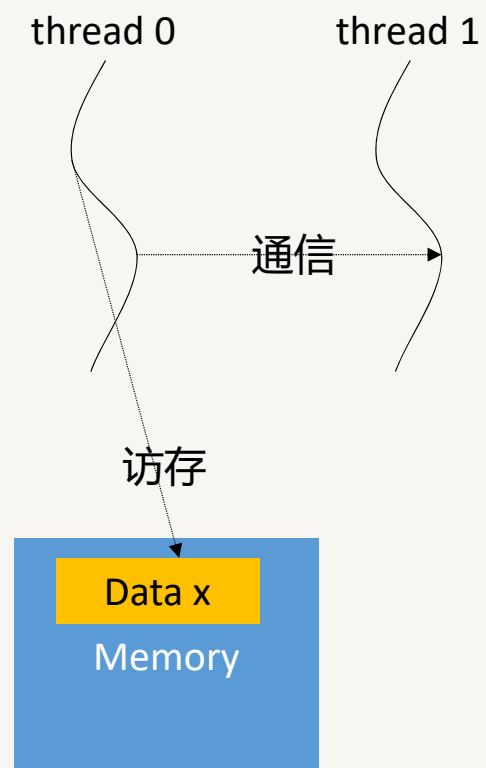 thread 0
thread 1
通信
访存
Data x
Memory